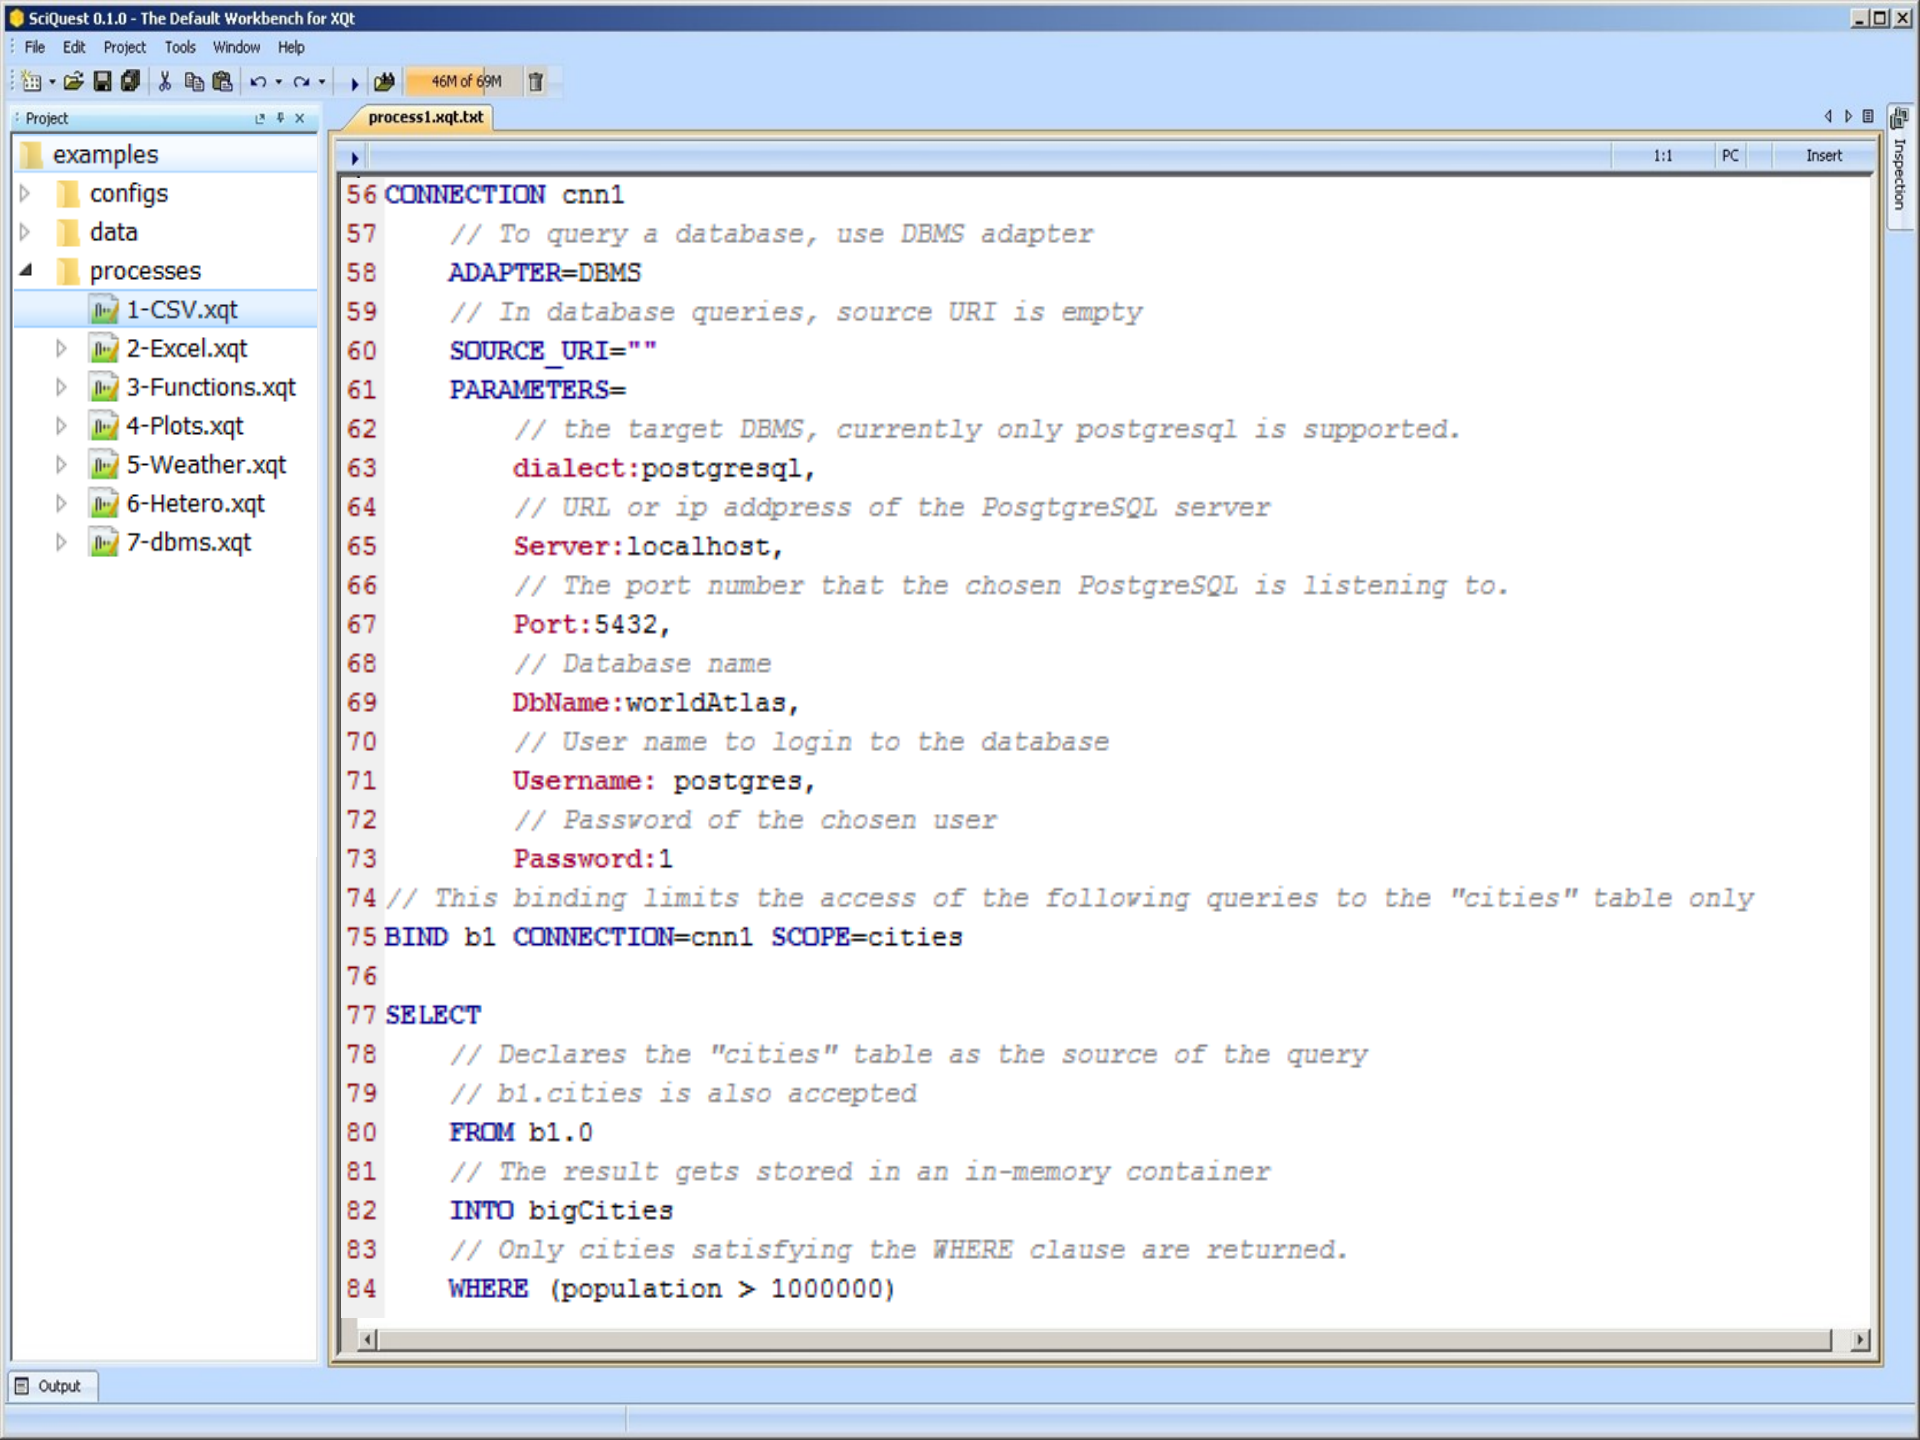 SciQuest 0.1.0 - The Default Workbench for XQt
File Edit Project Tools Window Help
46M of 69M
Project
process1.xqt.txt
examples
configs
data
processes
1-CSV.xqt
2-Excel.xqt
3-Functions.xqt
4-Plots.xqt
5-Weather.xqt
6-Hetero.xqt
7-dbms.xqt
1:1 PC Insert
Inspection
56 CONNECTION cnn1
57 // To query a database, use DBMS adapter
58 ADAPTER=DBMS
59 // In database queries, source URI is empty
60 SOURCE_URI=""
61 PARAMETERS=
62 // the target DBMS, currently only postgresql is supported.
63 dialect:postgresql,
64 // URL or ip addpress of the PosgtgreSQL server
65 Server:localhost,
66 // The port number that the chosen PostgreSQL is listening to.
67 Port:5432,
68 // Database name
69 DbName:worldAtlas,
70 // User name to login to the database
71 Username: postgres,
72 // Password of the chosen user
73 Password:1
74 // This binding limits the access of the following queries to the "cities" table only
75 BIND b1 CONNECTION=cnn1 SCOPE=cities
76
77 SELECT
78 // Declares the "cities" table as the source of the query
79 // b1.cities is also accepted
80 FROM b1.0
81 // The result gets stored in an in-memory container
82 INTO bigCities
83 // Only cities satisfying the WHERE clause are returned.
84 WHERE (population > 1000000)
Output